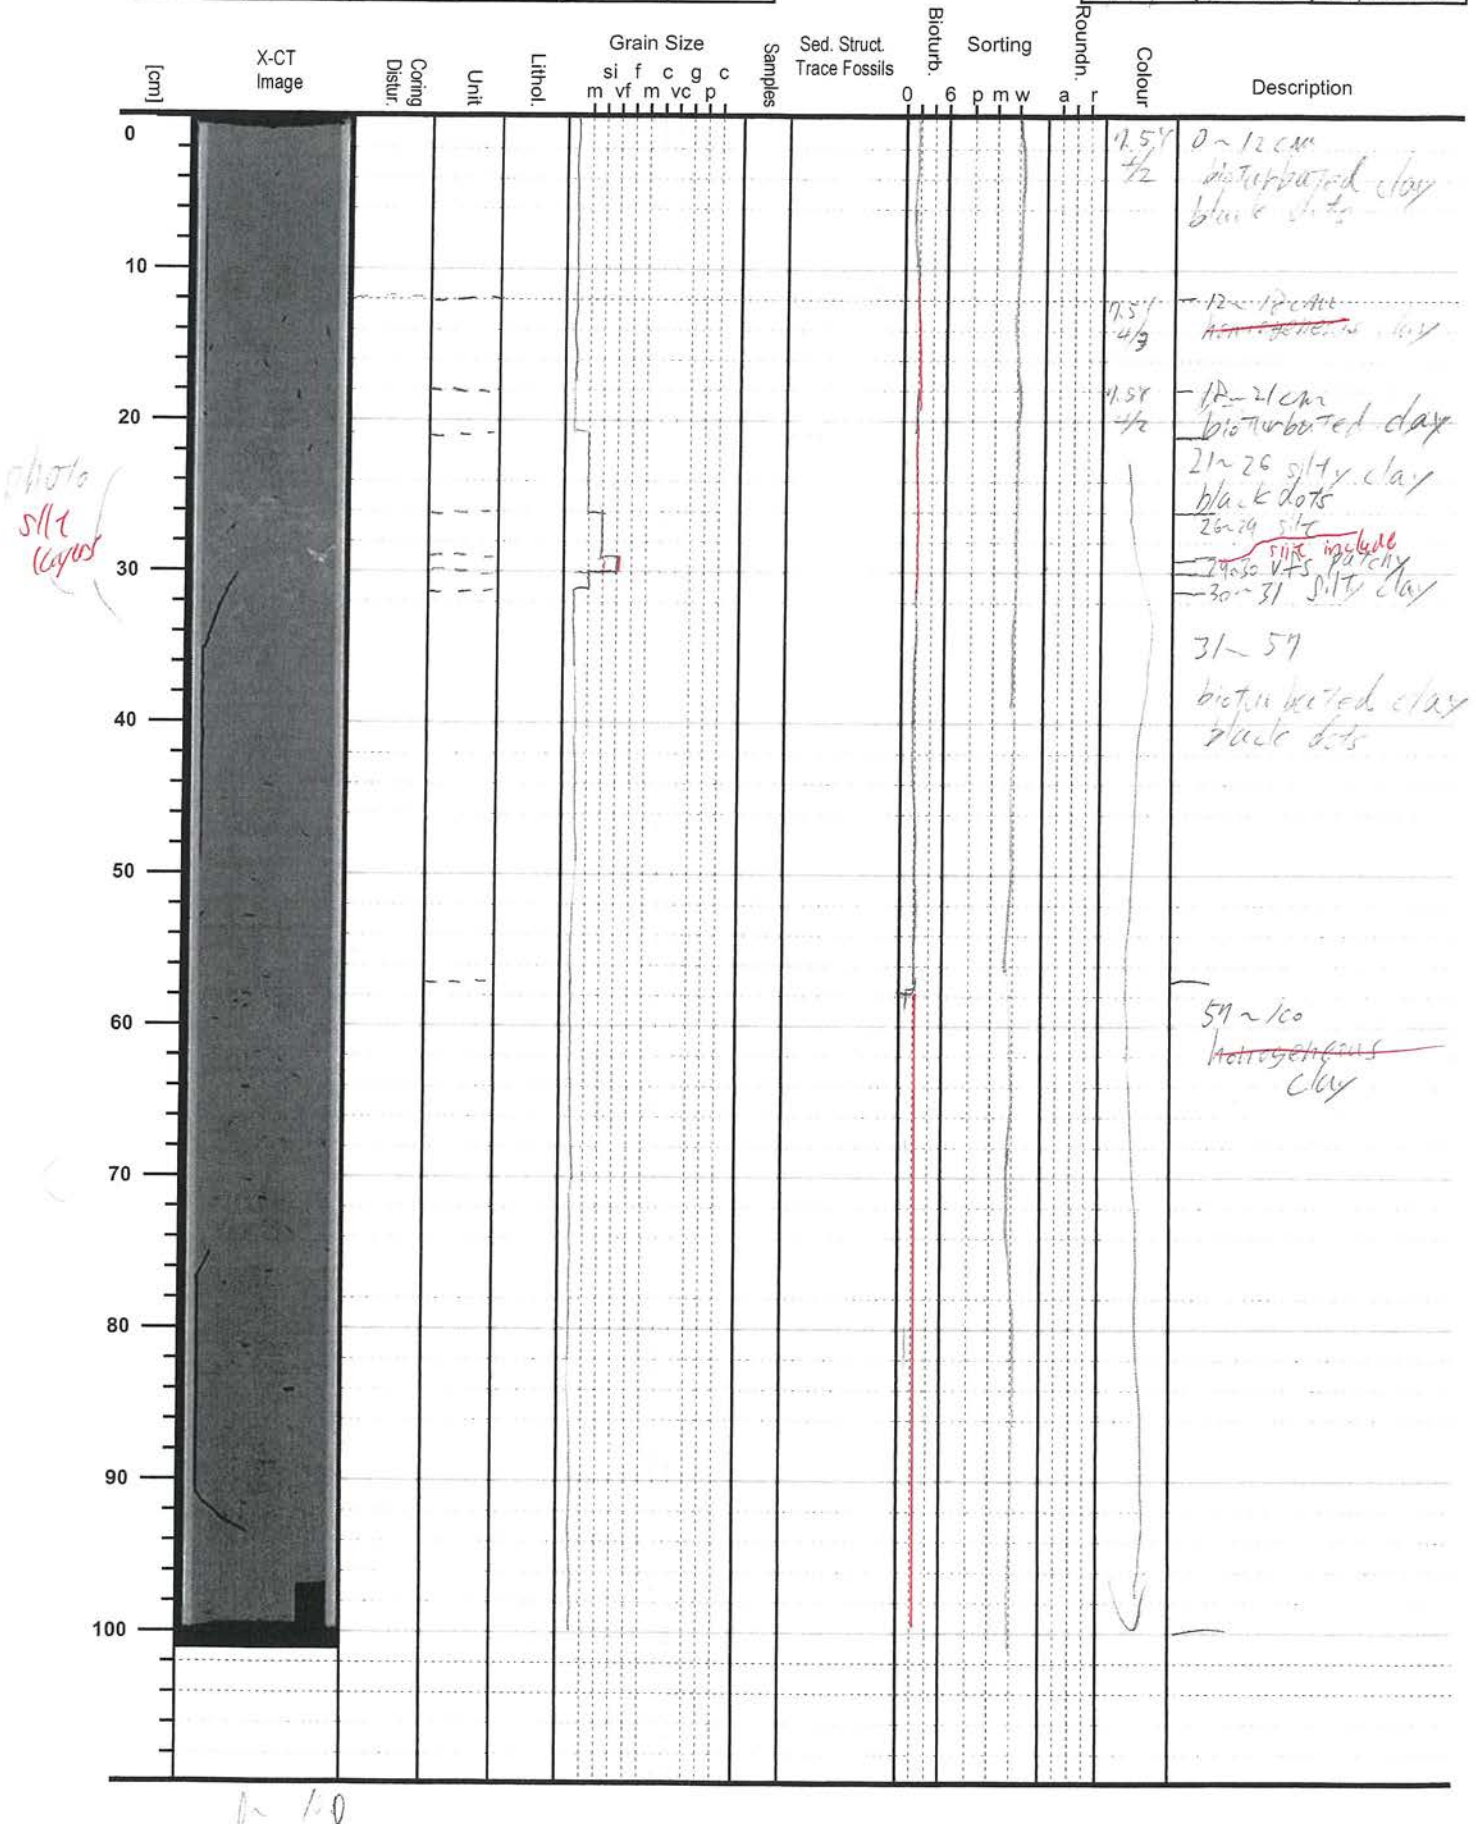 [cm]
X-CT
Image
Coring
Distur.
Unit
Lithol.
Grain Size
si f c g c
m vf m vc p
Samples
Sed. Struct.
Trace Fossils
Bioturb.
0 6
Sorting
p m w
Roundn.
a r
Colour
Description
0
10
20
30
40
50
60
70
80
90
100
7.5Y
4/2
0~12 cm
bioturbated clay
black dots
7.5Y
4/3
12~18 cm
homogeneous clay
7.5Y
4/2
18~21cm
bioturbated clay
21~26 silty clay
black dots
26~29 silt
silt include
29~30 vfs patchy
30~31 silty clay
photo
silt
layers
31~57
bioturbated clay
black dots
57~100
homogeneous
clay